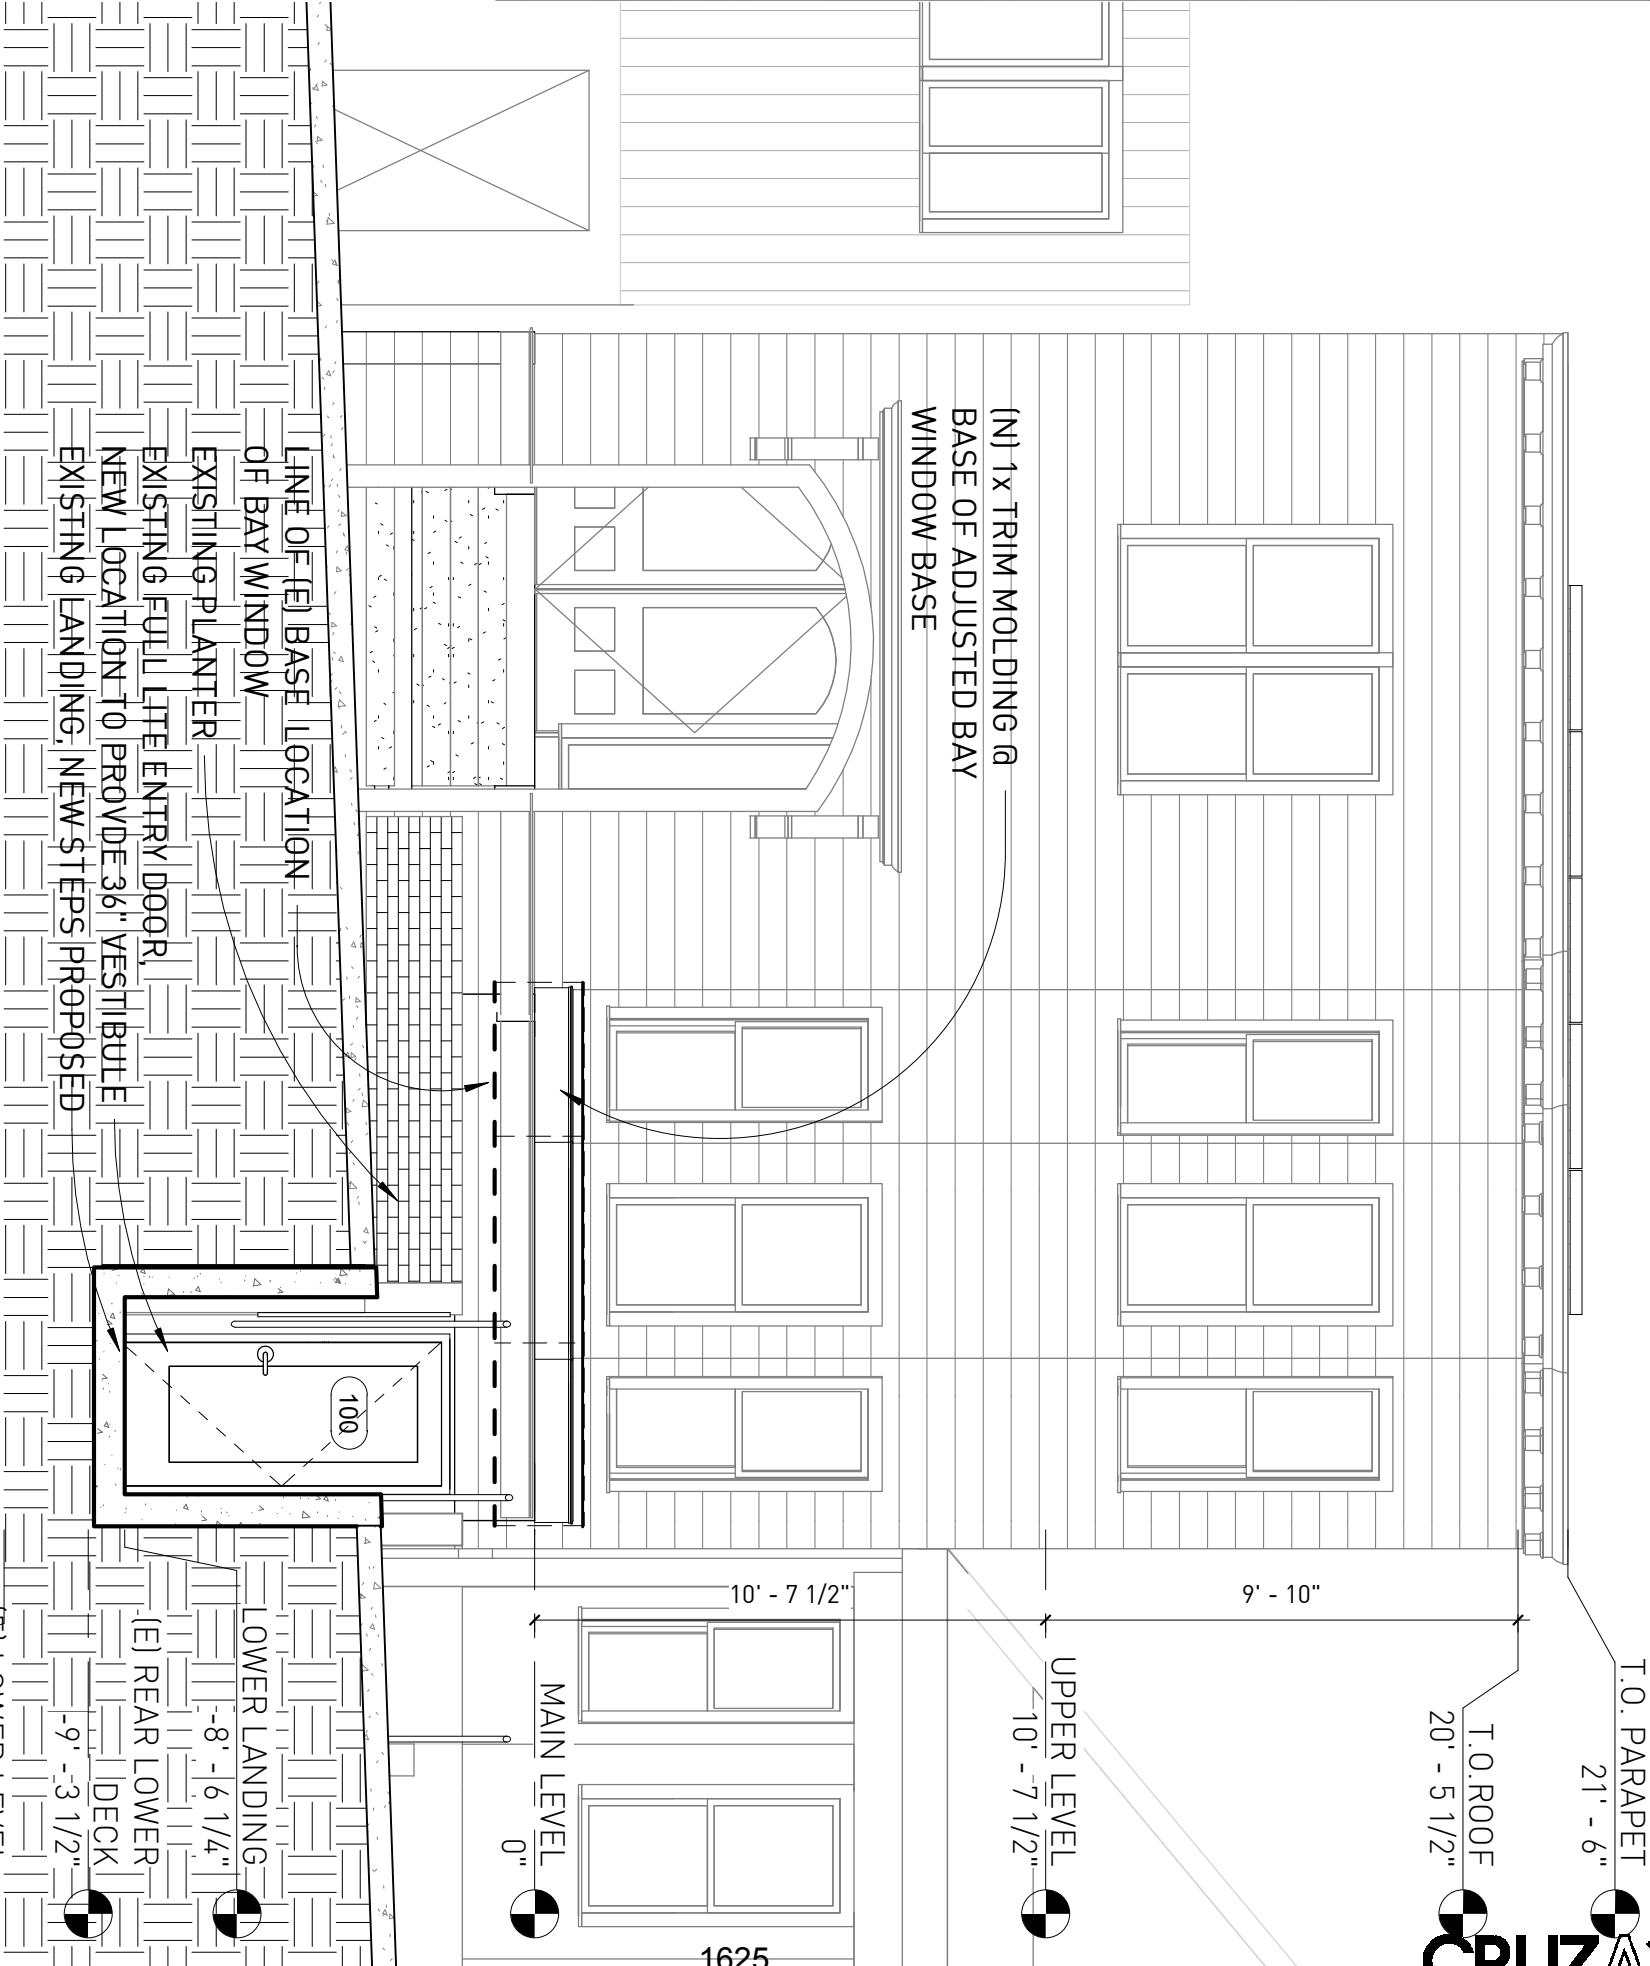 (N) 1x TRIM MOLDING @
BASE OF ADJUSTED BAY
WINDOW BASE
LINE OF (E) BASE LOCATION
OF BAY WINDOW
EXISTING PLANTER
EXISTING FULL LITE ENTRY DOOR,
NEW LOCATION TO PROVDE 36" VESTIBULE
EXISTING LANDING, NEW STEPS PROPOSED
100
9' - 10"
10' - 7 1/2"
T.O. PARAPET
21' - 6"
T.O.ROOF
20' - 5 1/2"
UPPER LEVEL
10' - 7 1/2"
MAIN LEVEL
0"
LOWER LANDING
-8' - 6 1/4"
(E) REAR LOWER
DECK
-9' - 3 1/2"
1625